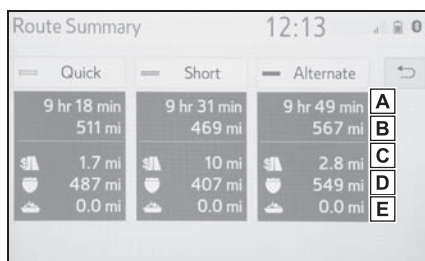 Route Summary 12:13 0
Quick Short Alternate
9 hr 18 min 9 hr 31 min 9 hr 49 min A
511 mi 469 mi 567 mi B
1.7 mi 10 mi 2.8 mi C
487 mi 407 mi 549 mi D
0.0 mi 0.0 mi 0.0 mi E